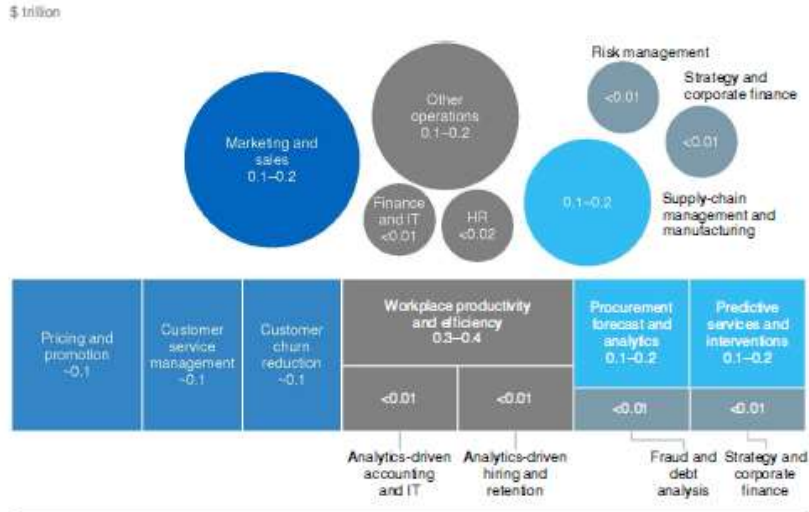 $ trillion
Risk management
Strategy and
corporate finance
<0.01
<0.01
Other
operations
0.1–0.2
Marketing and
sales
0.1–0.2
Finance
and IT
<0.01
HR
<0.02
0.1–0.2
Supply-chain
management and
manufacturing
Pricing and
promotion
~0.1
Customer
service
management
~0.1
Customer
churn
reduction
~0.1
Workplace productivity
and efficiency
0.3–0.4
Procurement
forecast and
analytics
0.1–0.2
Predictive
services and
interventions
0.1–0.2
<0.01
<0.01
<0.01
<0.01
Analytics-driven
accounting
and IT
Analytics-driven
hiring and
retention
Fraud and
debt
analysis
Strategy and
corporate
finance